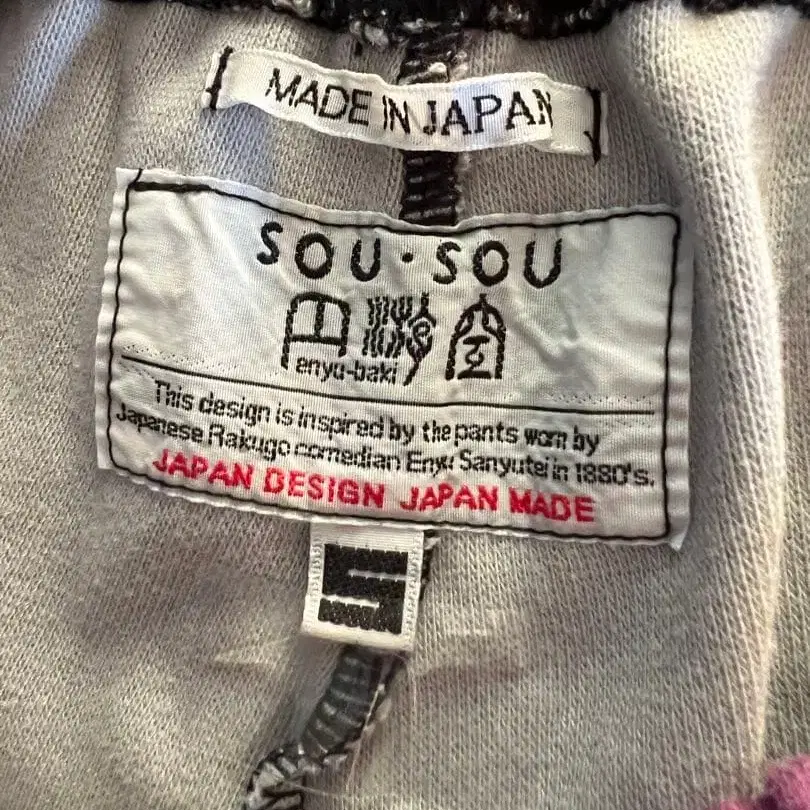 MADE IN JAPAN
SOU・SOU
enyu-baki
This design is inspired by the pants worn by
Japanese Rakugo comedian Enyu Sanyutei in 1880's.
JAPAN DESIGN JAPAN MADE
S